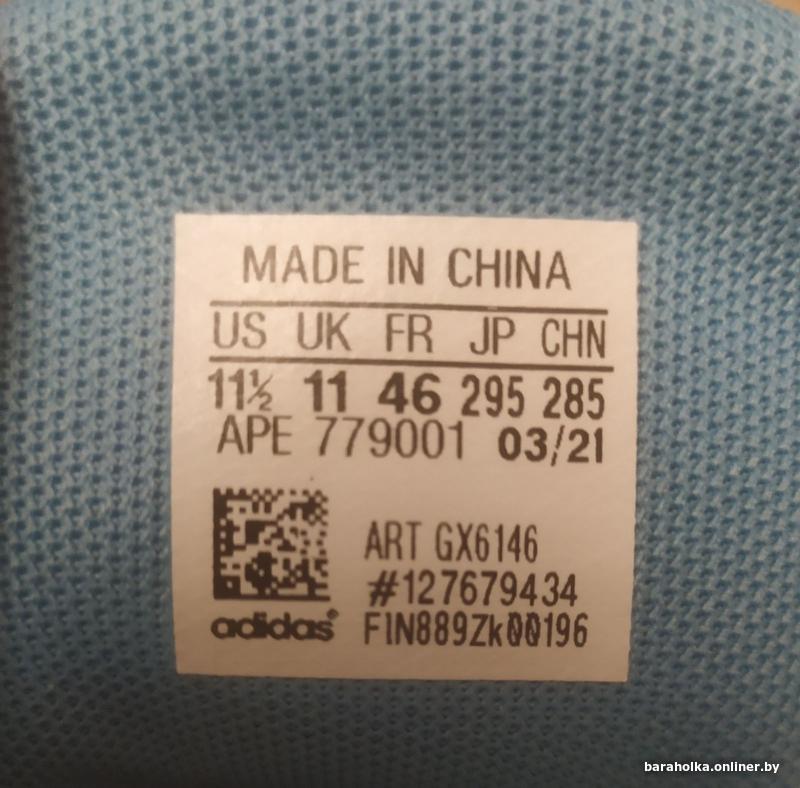 MADE IN CHINA
US UK FR JP CHN
11½ 11 46 295 285
APE 779001 03/21
ART GX6146
#127679434
adidas® FIN889Zk00196
baraholka.onliner.by